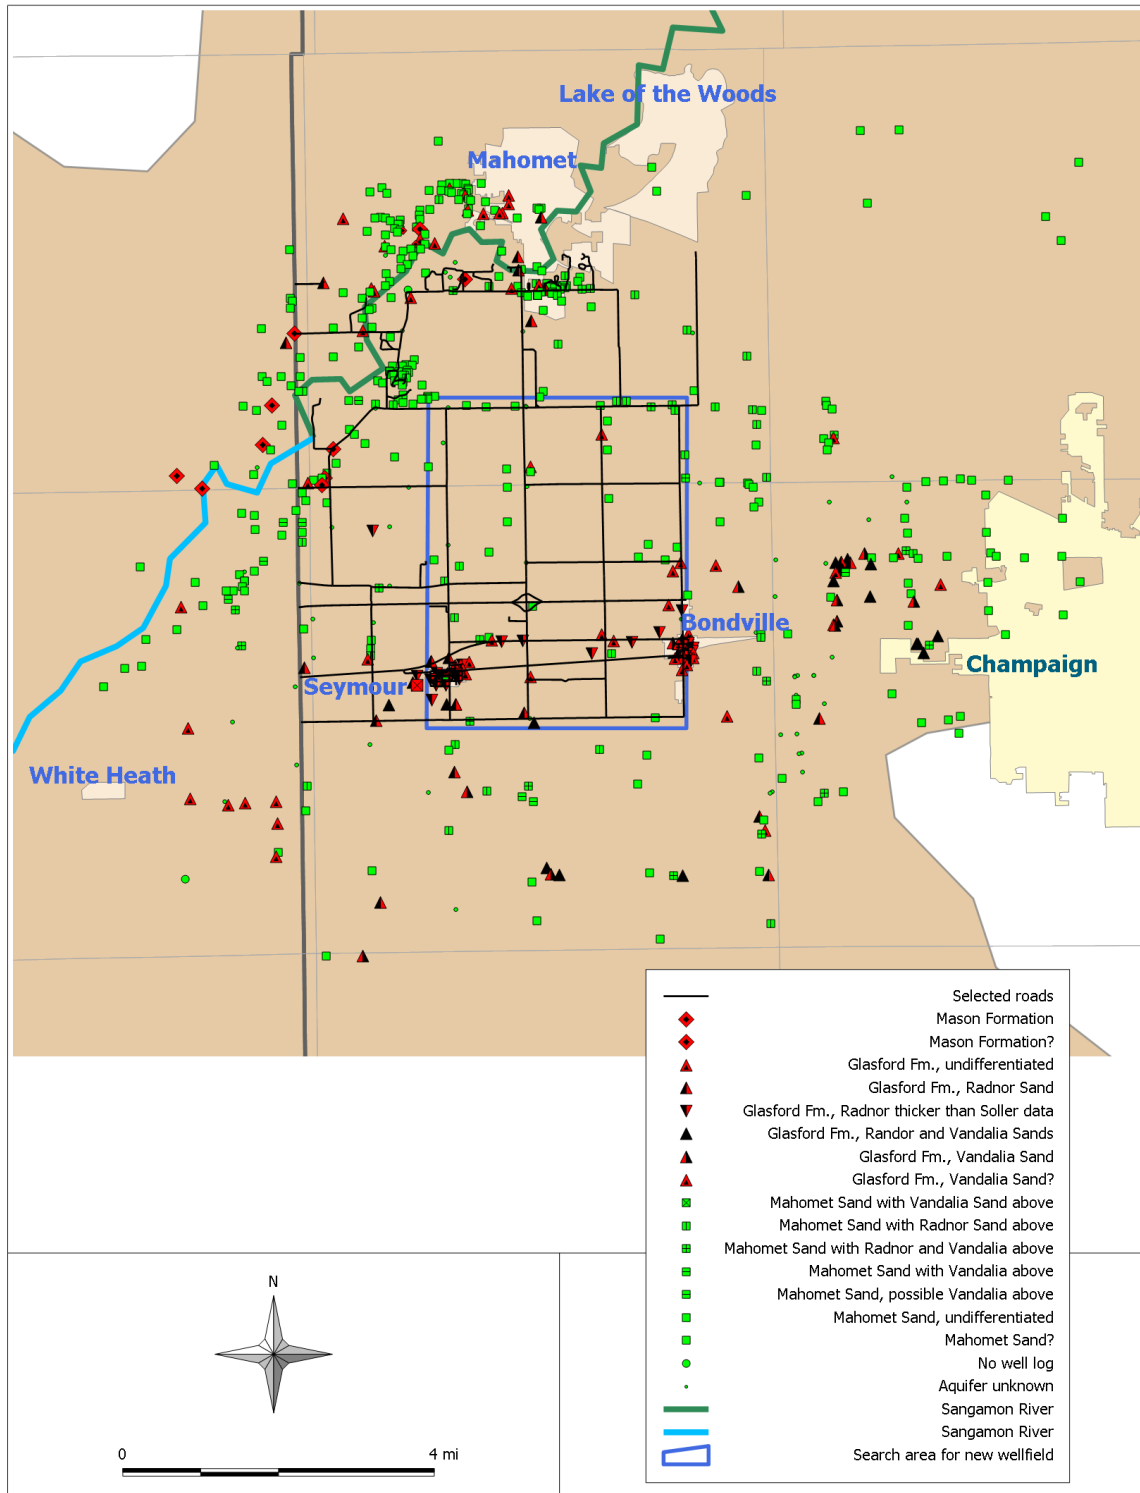 Lake of the Woods
Mahomet
Bondville
Champaign
Seymour
White Heath
Selected roads
Mason Formation
Mason Formation?
Glasford Fm., undifferentiated
Glasford Fm., Radnor Sand
Glasford Fm., Radnor thicker than Soller data
Glasford Fm., Randor and Vandalia Sands
Glasford Fm., Vandalia Sand
Glasford Fm., Vandalia Sand?
Mahomet Sand with Vandalia Sand above
Mahomet Sand with Radnor Sand above
Mahomet Sand with Radnor and Vandalia above
Mahomet Sand with Vandalia above
Mahomet Sand, possible Vandalia above
Mahomet Sand, undifferentiated
Mahomet Sand?
No well log
Aquifer unknown
Sangamon River
Sangamon River
Search area for new wellfield
N
0 4 mi